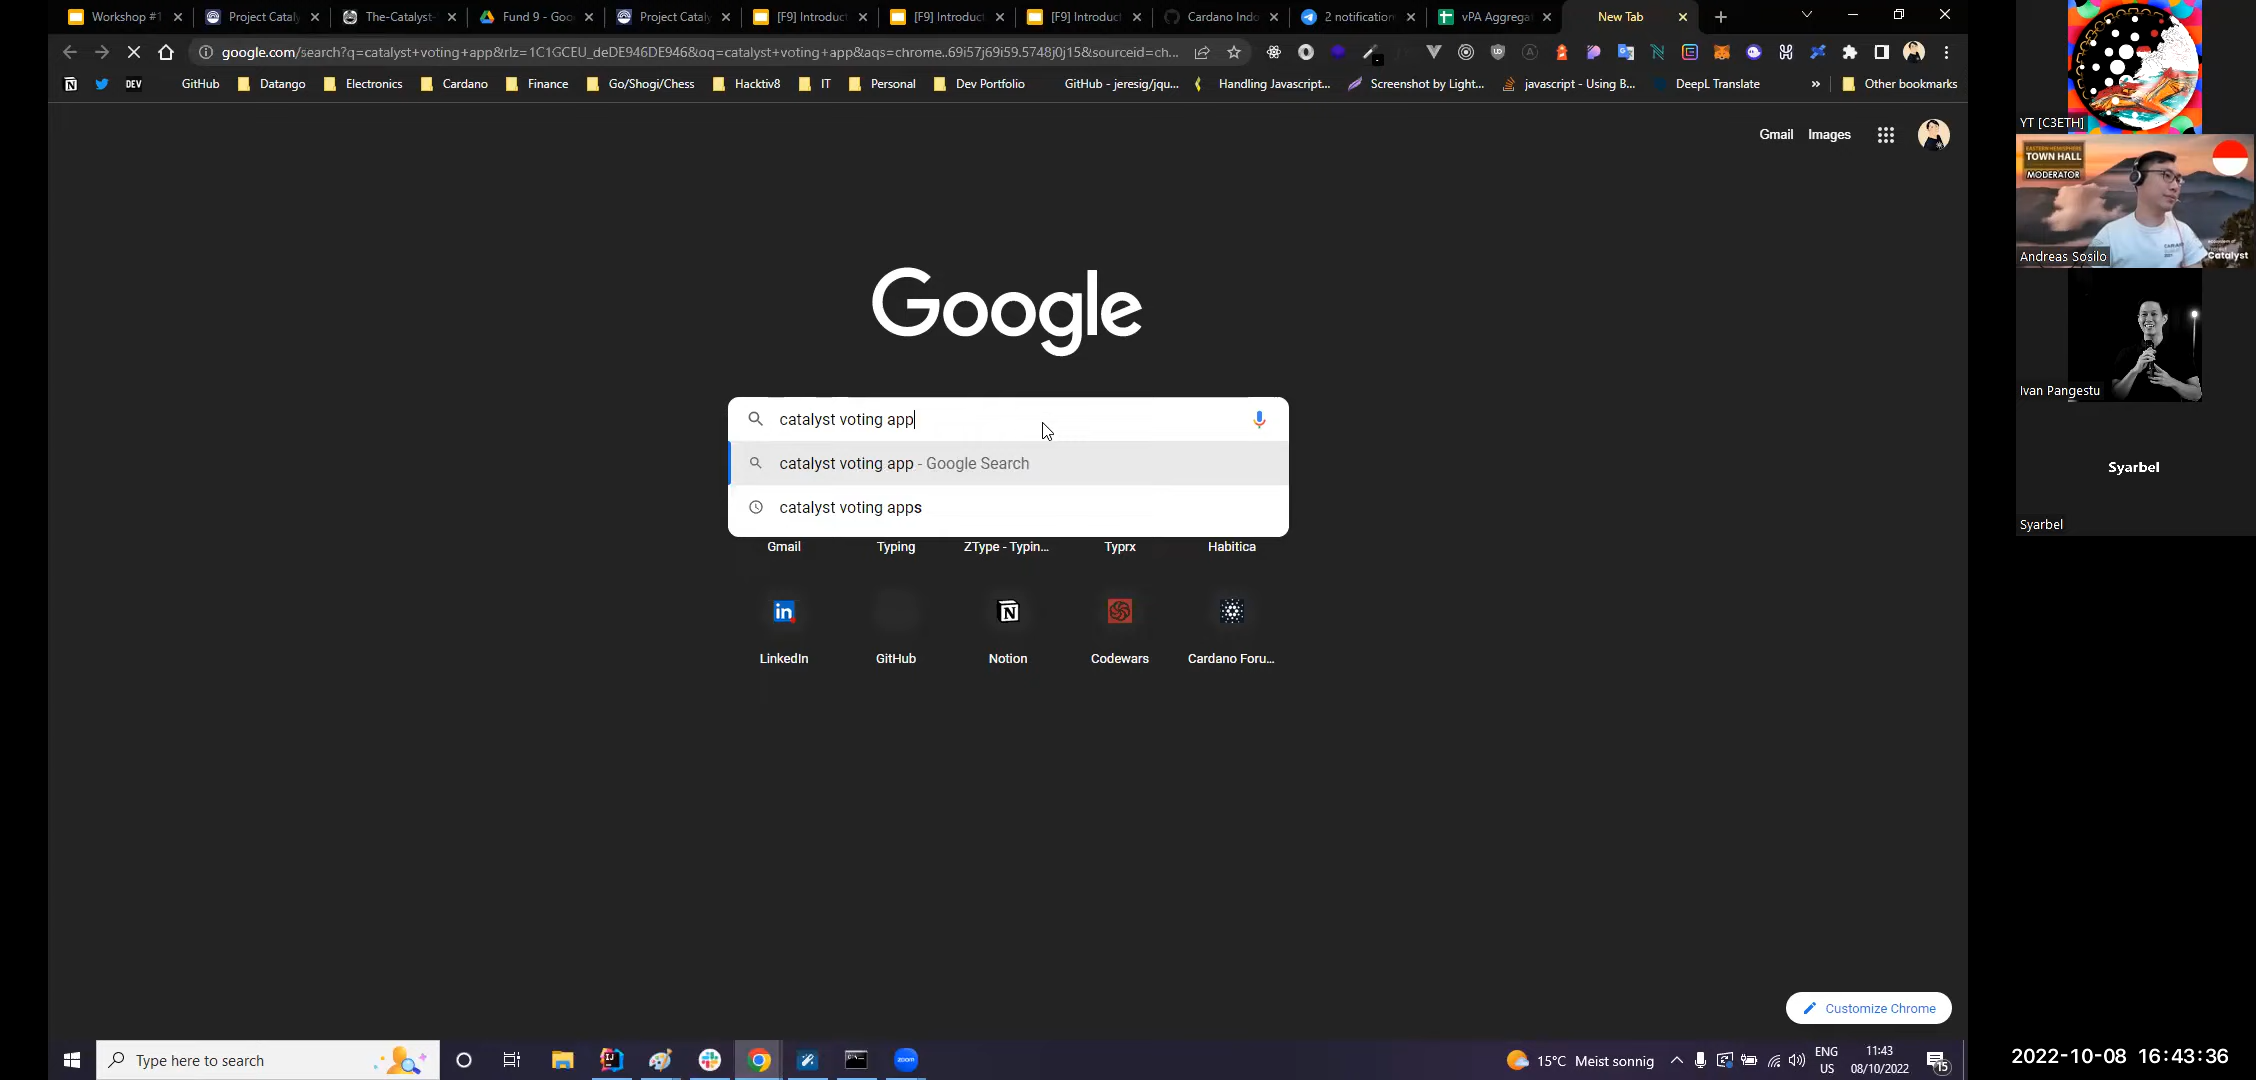 Workshop #1
Project Cataly
The-Catalyst-
Fund 9 - Goo
Project Cataly
[F9] Introduct
[F9] Introduct
[F9] Introduct
Cardano Indo
2 notification
vPA Aggrega
New Tab
google.com/search?q=catalyst+voting+app&rlz=1C1GCEU_deDE946DE946&oq=catalyst+voting+app&aqs=chrome..69i57j69i59.5748j0j15&sourceid=ch...
DEV
GitHub
Datango
Electronics
Cardano
Finance
Go/Shogi/Chess
Hacktiv8
IT
Personal
Dev Portfolio
GitHub - jeresig/jqu...
Handling Javascript...
Screenshot by Light...
javascript - Using B...
DeepL Translate
»
Other bookmarks
Gmail
Images
Google
catalyst voting app
catalyst voting app - Google Search
catalyst voting apps
Gmail
Typing
ZType - Typin...
Typrx
Habitica
LinkedIn
GitHub
Notion
Codewars
Cardano Foru...
Customize Chrome
Type here to search
15°C Meist sonnig
ENG
US
11:43
08/10/2022
15
YT [C3ETH]
EASTERN HEMISPHERE
TOWN HALL
MODERATOR
Catalyst
Andreas Sosilo
Ivan Pangestu
Syarbel
Syarbel
2022-10-08 16:43:36